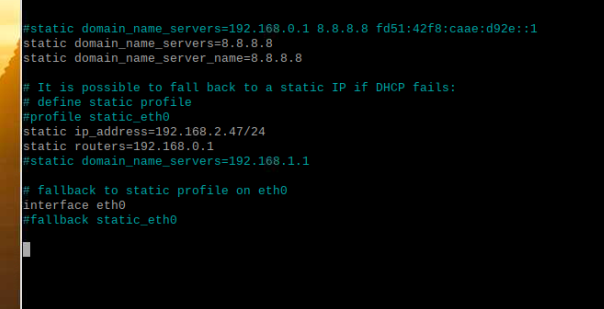 #static domain_name_servers=192.168.0.1 8.8.8.8 fd51:42f8:caae:d92e::1
static domain_name_servers=8.8.8.8
static domain_name_server_name=8.8.8.8
# It is possible to fall back to a static IP if DHCP fails:
# define static profile
#profile static_eth0
static ip_address=192.168.2.47/24
static routers=192.168.0.1
#static domain_name_servers=192.168.1.1
# fallback to static profile on eth0
interface eth0
#fallback static_eth0